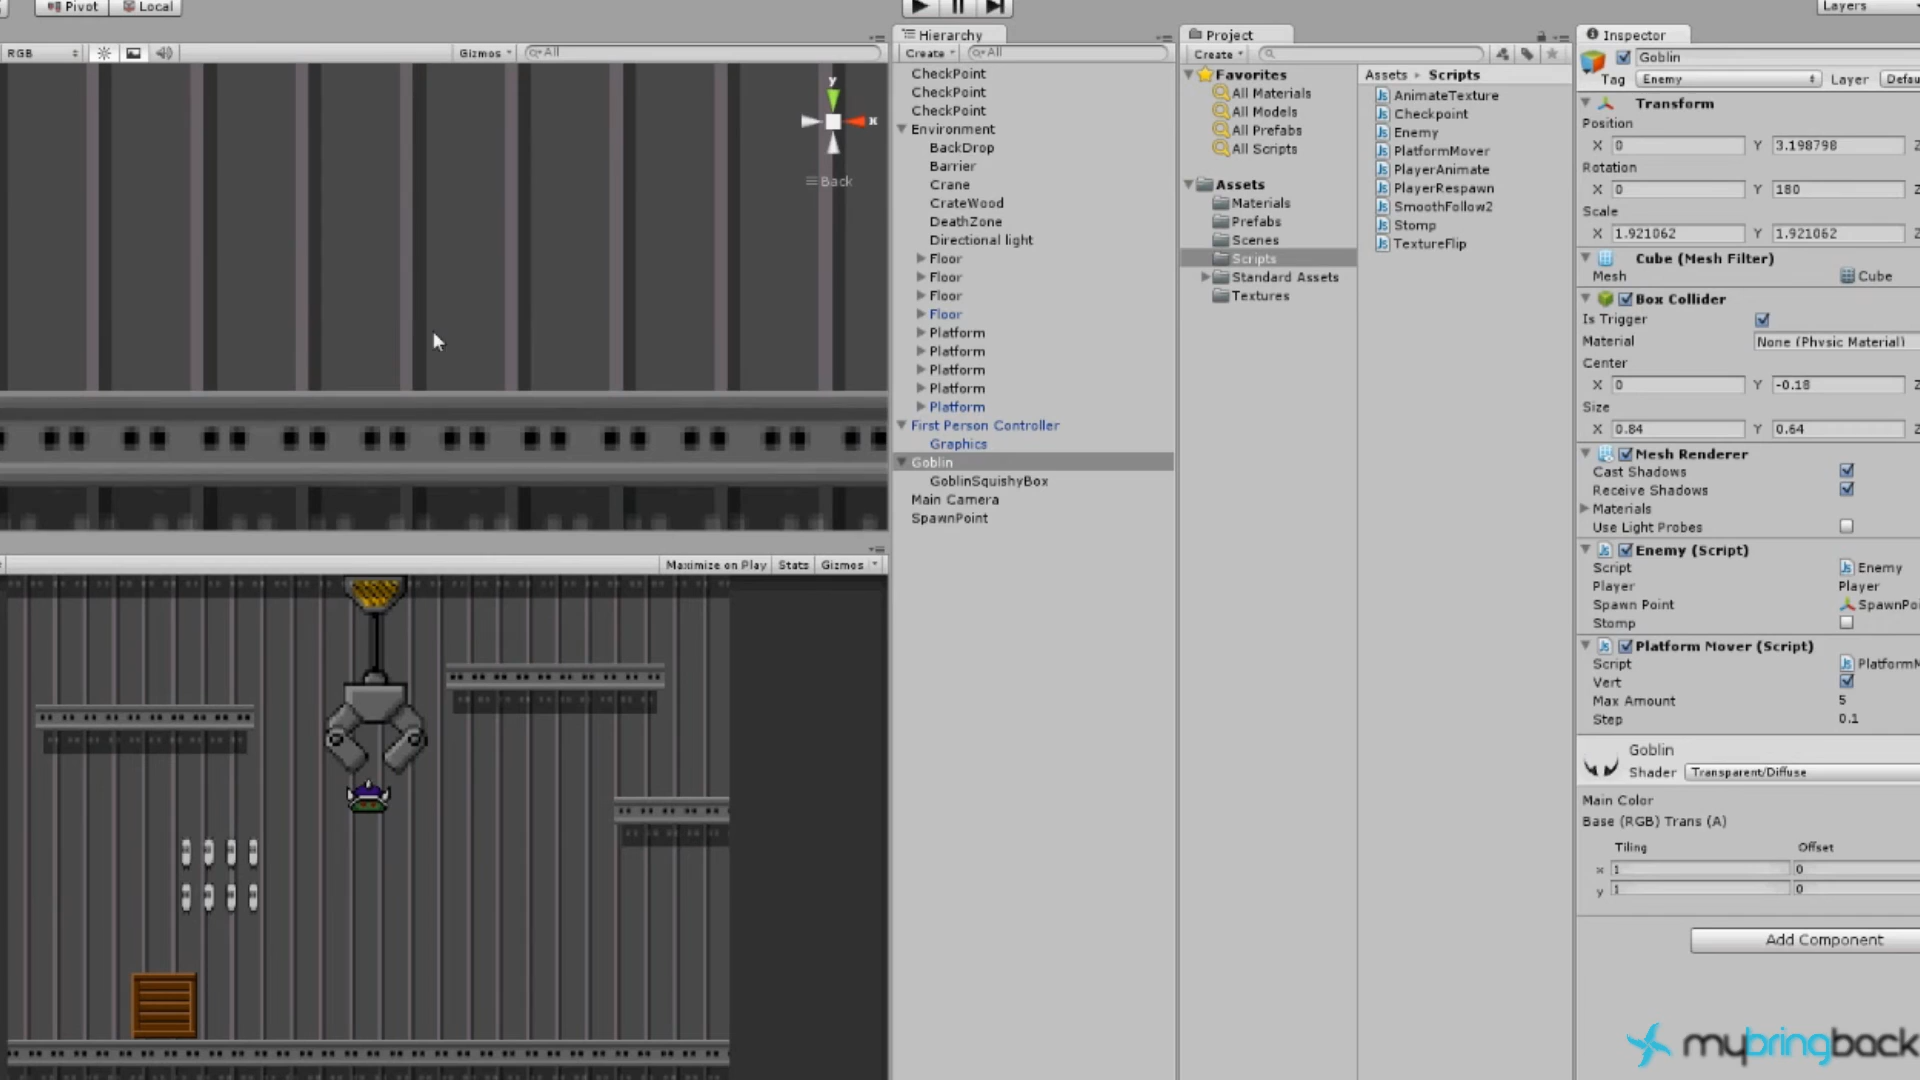 Pivot Local
Layers
RGB Gizmos All
y
x
Back
Hierarchy
Create All
CheckPoint
CheckPoint
CheckPoint
Environment
BackDrop
Barrier
Crane
CrateWood
DeathZone
Directional light
Floor
Floor
Floor
Floor
Platform
Platform
Platform
Platform
Platform
First Person Controller
Graphics
Goblin
GoblinSquishyBox
Main Camera
SpawnPoint
Maximize on Play Stats Gizmos
Project
Create
Favorites
All Materials
All Models
All Prefabs
All Scripts
Assets
Materials
Prefabs
Scenes
Scripts
Standard Assets
Textures
Assets Scripts
AnimateTexture
Checkpoint
Enemy
PlatformMover
PlayerAnimate
PlayerRespawn
SmoothFollow2
Stomp
TextureFlip
Inspector
Goblin
Tag Enemy Layer Defau
Transform
Position
X 0 Y 3.198798 Z
Rotation
X 0 Y 180 Z
Scale
X 1.921062 Y 1.921062 Z
Cube (Mesh Filter)
Mesh Cube
Box Collider
Is Trigger
Material None (Physic Material)
Center
X 0 Y -0.18 Z
Size
X 0.84 Y 0.64 Z
Mesh Renderer
Cast Shadows
Receive Shadows
Materials
Use Light Probes
Enemy (Script)
Script Enemy
Player Player
Spawn Point SpawnPoi
Stomp
Platform Mover (Script)
Script PlatformM
Vert
Max Amount 5
Step 0.1
Goblin
Shader Transparent/Diffuse
Main Color
Base (RGB) Trans (A)
Tiling Offset
x 1 0
y 1 0
Add Component
mybringback